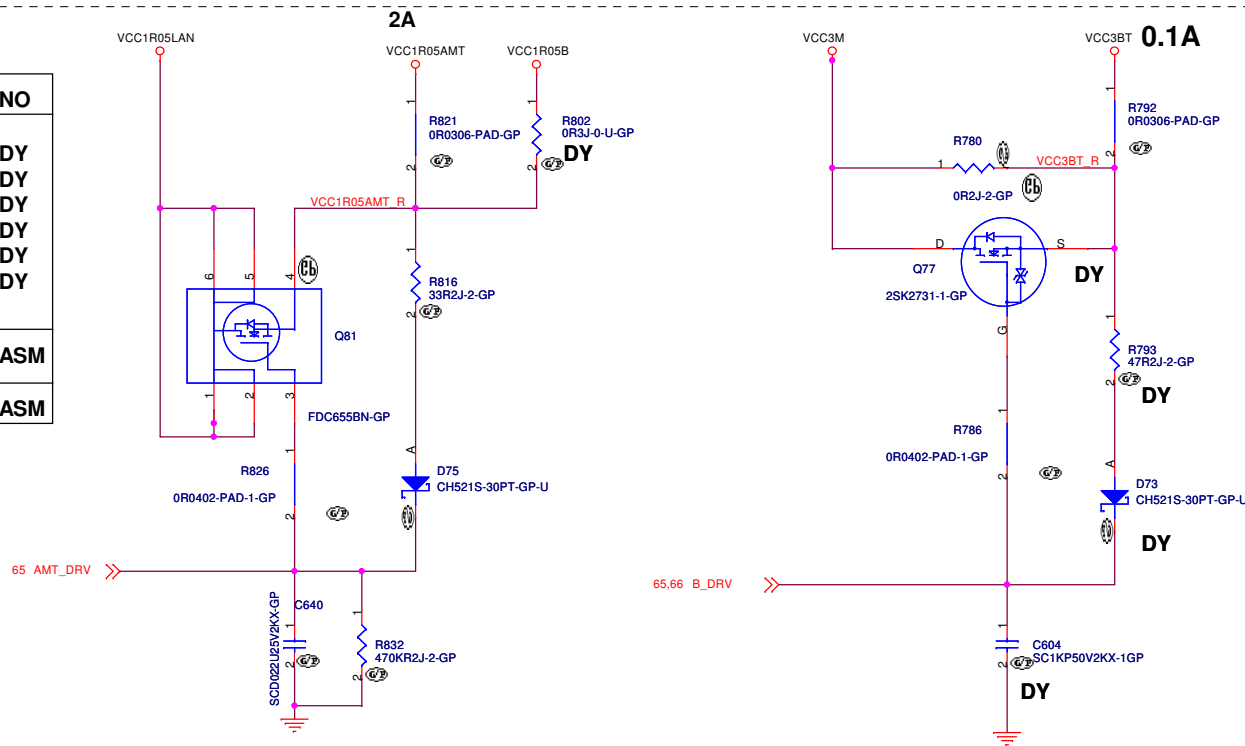 NO
DY
DY
DY
DY
DY
DY
ASM
ASM
2A
VCC1R05LAN
VCC1R05AMT
VCC1R05B
1
R821
0R0306-PAD-GP
2
1
R802
0R3J-0-U-GP
DY
2
VCC1R05AMT_R
6
5
4
1
R816
33R2J-2-GP
2
Q81
1
2
3
FDC655BN-GP
1
R826
0R0402-PAD-1-GP
2
A
D75
CH521S-30PT-GP-U
65 AMT_DRV
SCD022U25V2KX-GP
C640
1
2
1
R832
470KR2J-2-GP
2
VCC3M
VCC3BT
0.1A
1
R792
0R0306-PAD-GP
2
R780
1
VCC3BT_R
0R2J-2-GP
D
S
Q77
DY
2SK2731-1-GP
G
1
R793
47R2J-2-GP
2
DY
1
R786
0R0402-PAD-1-GP
2
A
D73
CH521S-30PT-GP-U
DY
65,66 B_DRV
1
C604
SC1KP50V2KX-1GP
2
DY